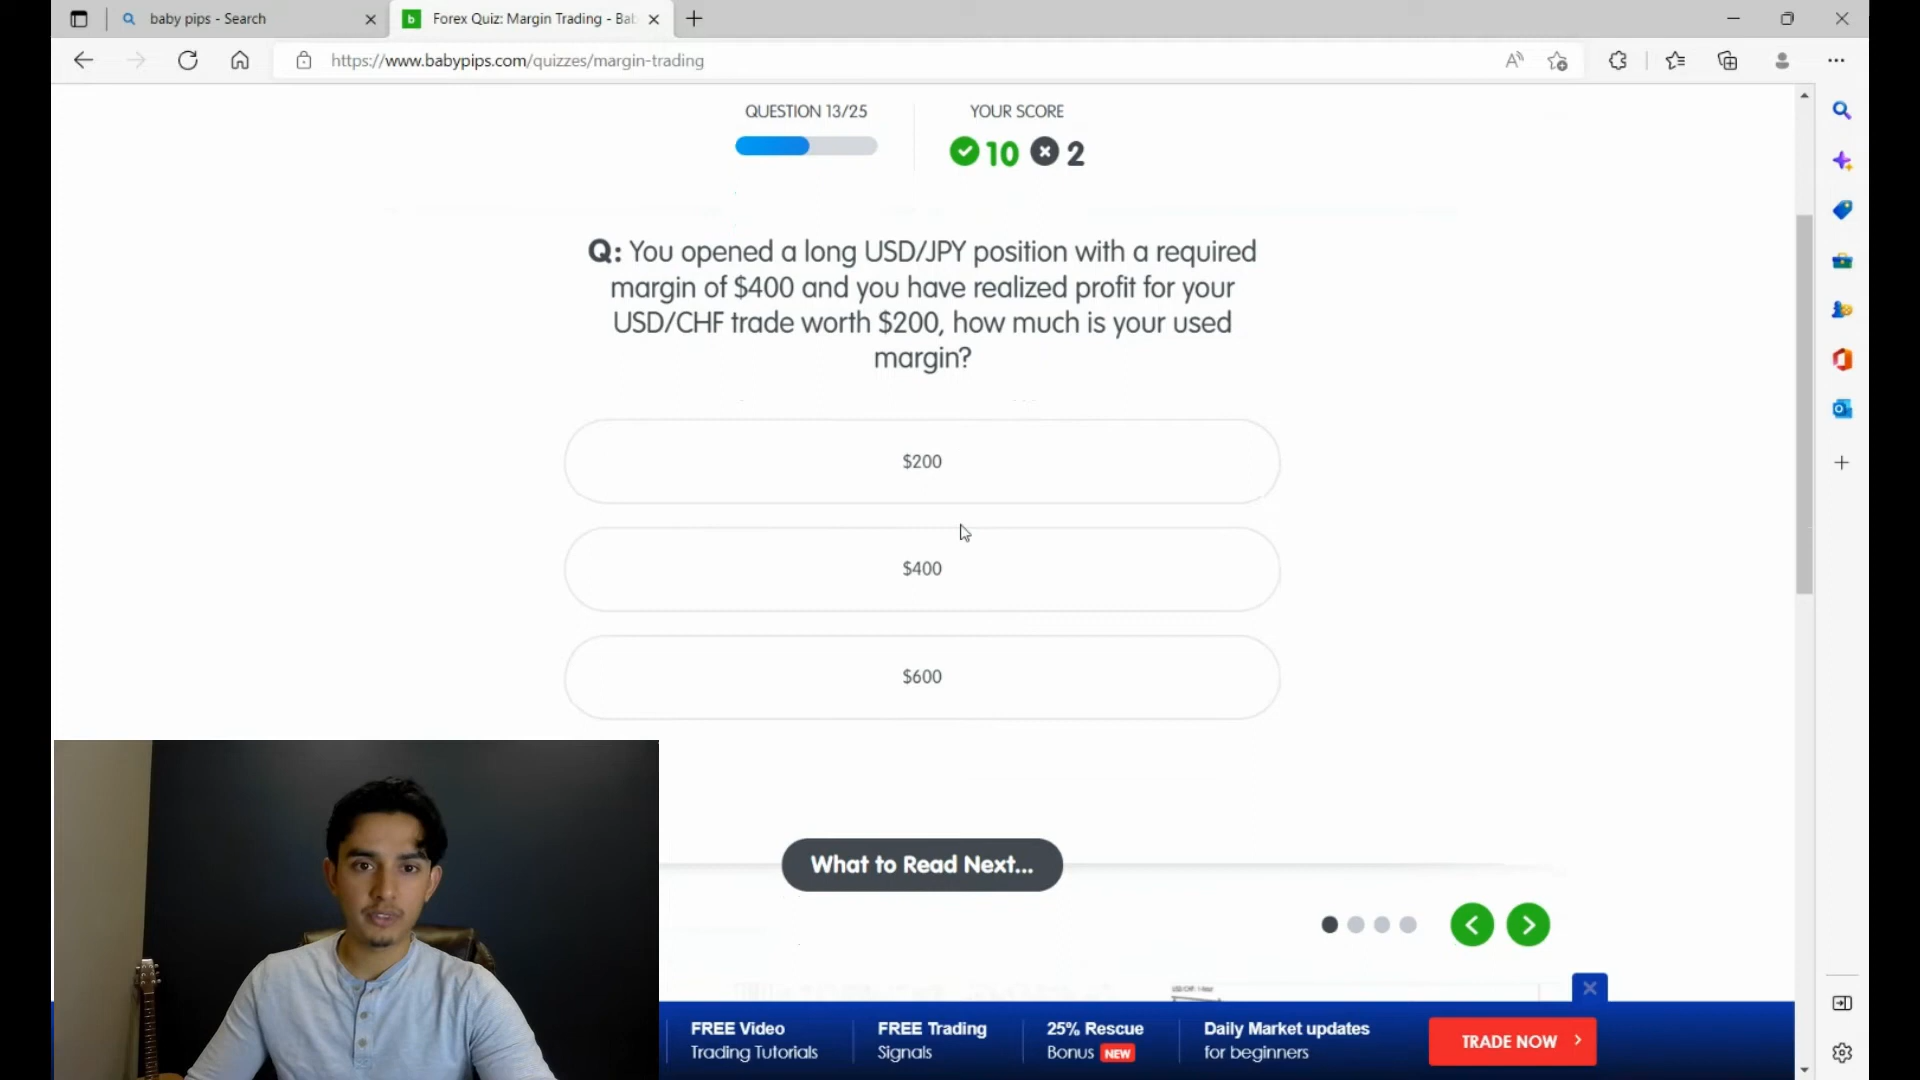 baby pips - Search
Forex Quiz: Margin Trading - Bab
https://www.babypips.com/quizzes/margin-trading
QUESTION 13/25
YOUR SCORE
10 2
Q: You opened a long USD/JPY position with a required
margin of $400 and you have realized profit for your
USD/CHF trade worth $200, how much is your used
margin?
$200
$400
$600
What to Read Next...
FREE Video
Trading Tutorials
FREE Trading
Signals
25% Rescue
Bonus NEW
Daily Market updates
for beginners
TRADE NOW